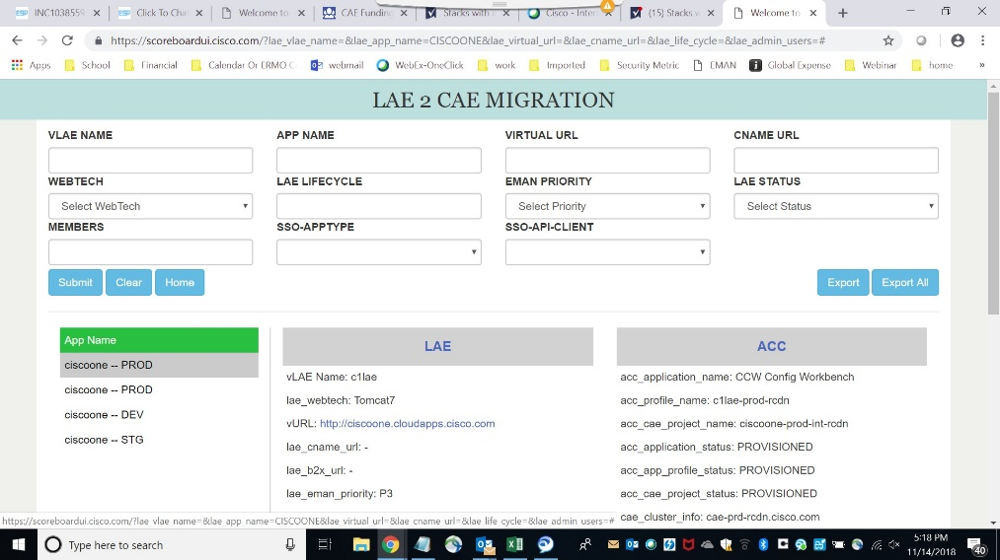 INC1038559
Click To Cha
Welcome to
CAE Funding
Stacks with
Cisco - Inter
(15) Stacks w
Welcome to
https://scoreboardui.cisco.com/?lae_vlae_name=&lae_app_name=CISCOONE&lae_virtual_url=&lae_cname_url=&lae_life_cycle=&lae_admin_users=#
Apps School Financial Calendar Or ERMO C webmail WebEx-OneClick work Imported Security Metric EMAN Global Expense Webinar home »
LAE 2 CAE MIGRATION
VLAE NAME APP NAME VIRTUAL URL CNAME URL
WEBTECH LAE LIFECYCLE EMAN PRIORITY LAE STATUS
Select WebTech Select Priority Select Status
MEMBERS SSO-APPTYPE SSO-API-CLIENT
Submit Clear Home Export Export All
App Name
ciscoone -- PROD
ciscoone -- PROD
ciscoone -- DEV
ciscoone -- STG
LAE
vLAE Name: c1lae
lae_webtech: Tomcat7
vURL: http://ciscoone.cloudapps.cisco.com
lae_cname_url: -
lae_b2x_url: -
lae_eman_priority: P3
ACC
acc_application_name: CCW Config Workbench
acc_profile_name: c1lae-prod-rcdn
acc_cae_project_name: ciscoone-prod-int-rcdn
acc_application_status: PROVISIONED
acc_app_profile_status: PROVISIONED
acc_cae_project_status: PROVISIONED
cae_cluster_info: cae-prd-rcdn.cisco.com
https://scoreboardui.cisco.com/?lae_vlae_name=&lae_app_name=CISCOONE&lae_virtual_url=&lae_cname_url=&lae_life_cycle=&lae_admin_users=#
Type here to search
5:18 PM
11/14/2018
40